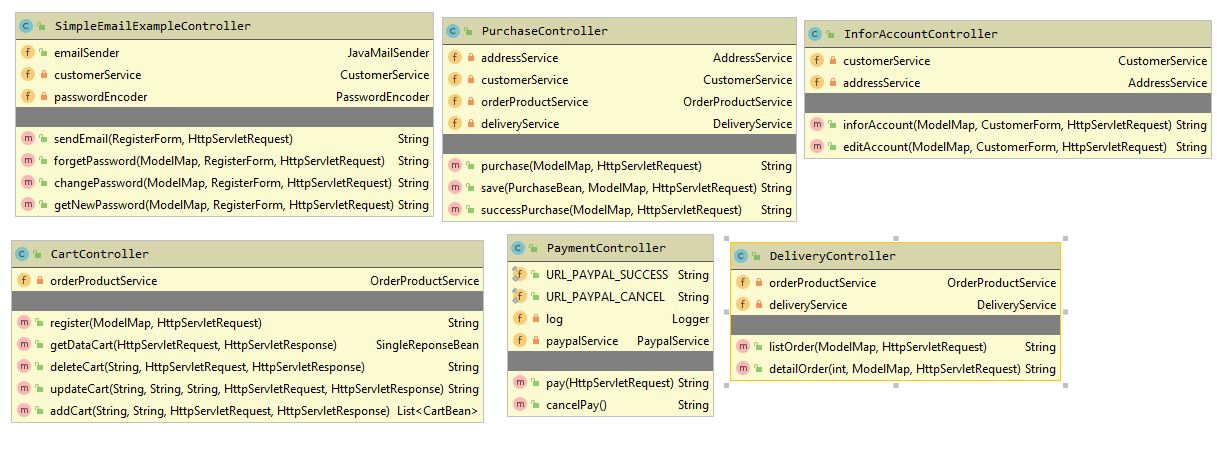 SimpleEmailExampleController
emailSender JavaMailSender
customerService CustomerService
passwordEncoder PasswordEncoder
sendEmail(RegisterForm, HttpServletRequest) String
forgetPassword(ModelMap, RegisterForm, HttpServletRequest) String
changePassword(ModelMap, RegisterForm, HttpServletRequest) String
getNewPassword(ModelMap, RegisterForm, HttpServletRequest) String
PurchaseController
addressService AddressService
customerService CustomerService
orderProductService OrderProductService
deliveryService DeliveryService
purchase(ModelMap, HttpServletRequest) String
save(PurchaseBean, ModelMap, HttpServletRequest) String
successPurchase(ModelMap, HttpServletRequest) String
InforAccountController
customerService CustomerService
addressService AddressService
inforAccount(ModelMap, CustomerForm, HttpServletRequest) String
editAccount(ModelMap, CustomerForm, HttpServletRequest) String
CartController
orderProductService OrderProductService
register(ModelMap, HttpServletRequest) String
getDataCart(HttpServletRequest, HttpServletResponse) SingleReponseBean
deleteCart(String, HttpServletRequest, HttpServletResponse) String
updateCart(String, String, String, HttpServletRequest, HttpServletResponse) String
addCart(String, String, HttpServletRequest, HttpServletResponse) List<CartBean>
PaymentController
URL_PAYPAL_SUCCESS String
URL_PAYPAL_CANCEL String
log Logger
paypalService PaypalService
pay(HttpServletRequest) String
cancelPay() String
DeliveryController
orderProductService OrderProductService
deliveryService DeliveryService
listOrder(ModelMap, HttpServletRequest) String
detailOrder(int, ModelMap, HttpServletRequest) String